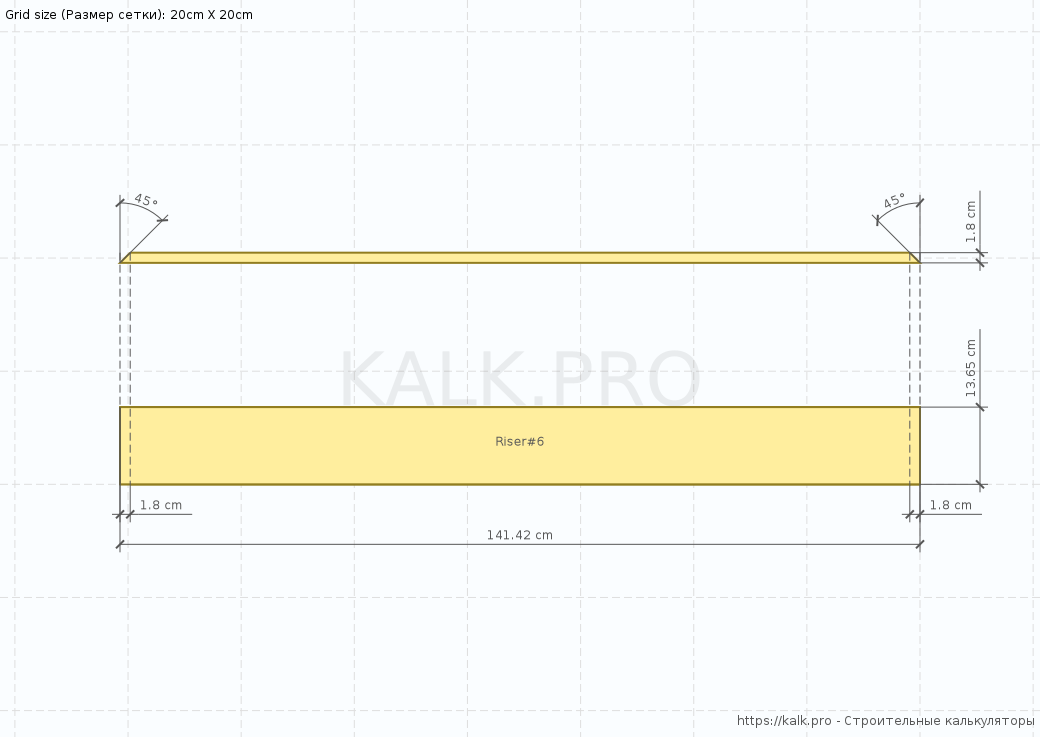 Grid size (Размер сетки): 20cm X 20cm
45°
45°
1.8 cm
KALK.PRO
13.65 cm
Riser#6
1.8 cm
1.8 cm
141.42 cm
https://kalk.pro - Строительные калькуляторы